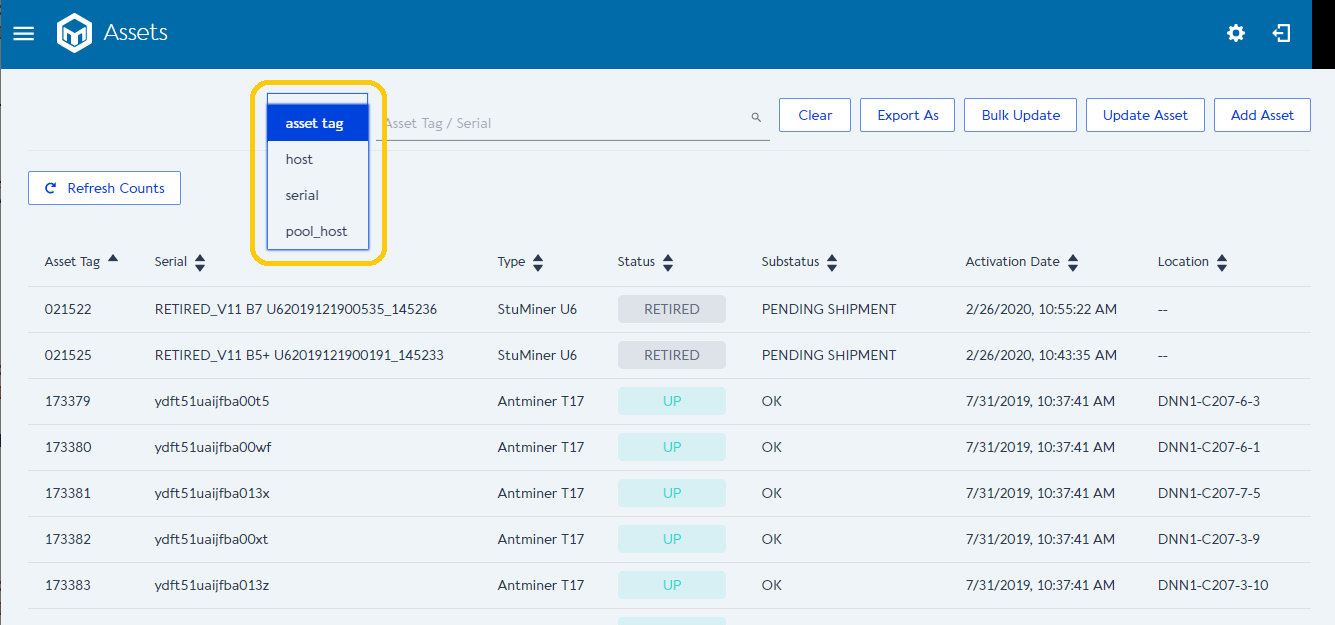 Assets
asset tag
host
serial
pool_host
Asset Tag / Serial
Clear
Export As
Bulk Update
Update Asset
Add Asset
Refresh Counts
Asset Tag Serial Type Status Substatus Activation Date Location
021522 RETIRED_V11 B7 U62019121900535_145236 StuMiner U6 RETIRED PENDING SHIPMENT 2/26/2020, 10:55:22 AM --
021525 RETIRED_V11 B5+ U62019121900191_145233 StuMiner U6 RETIRED PENDING SHIPMENT 2/26/2020, 10:43:35 AM --
173379 ydft51uaijfba00t5 Antminer T17 UP OK 7/31/2019, 10:37:41 AM DNN1-C207-6-3
173380 ydft51uaijfba00wf Antminer T17 UP OK 7/31/2019, 10:37:41 AM DNN1-C207-6-1
173381 ydft51uaijfba013x Antminer T17 UP OK 7/31/2019, 10:37:41 AM DNN1-C207-7-5
173382 ydft51uaijfba00xt Antminer T17 UP OK 7/31/2019, 10:37:41 AM DNN1-C207-3-9
173383 ydft51uaijfba013z Antminer T17 UP OK 7/31/2019, 10:37:41 AM DNN1-C207-3-10